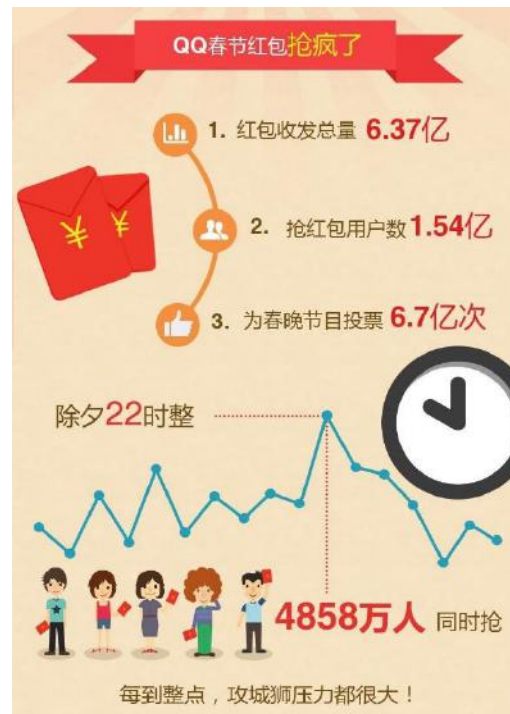 QQ春节红包抢疯了
1. 红包收发总量 6.37亿
¥ ¥
2. 抢红包用户数1.54亿
3. 为春晚节目投票 6.7亿次
除夕22时整
4858万人 同时抢
每到整点，攻城狮压力都很大！